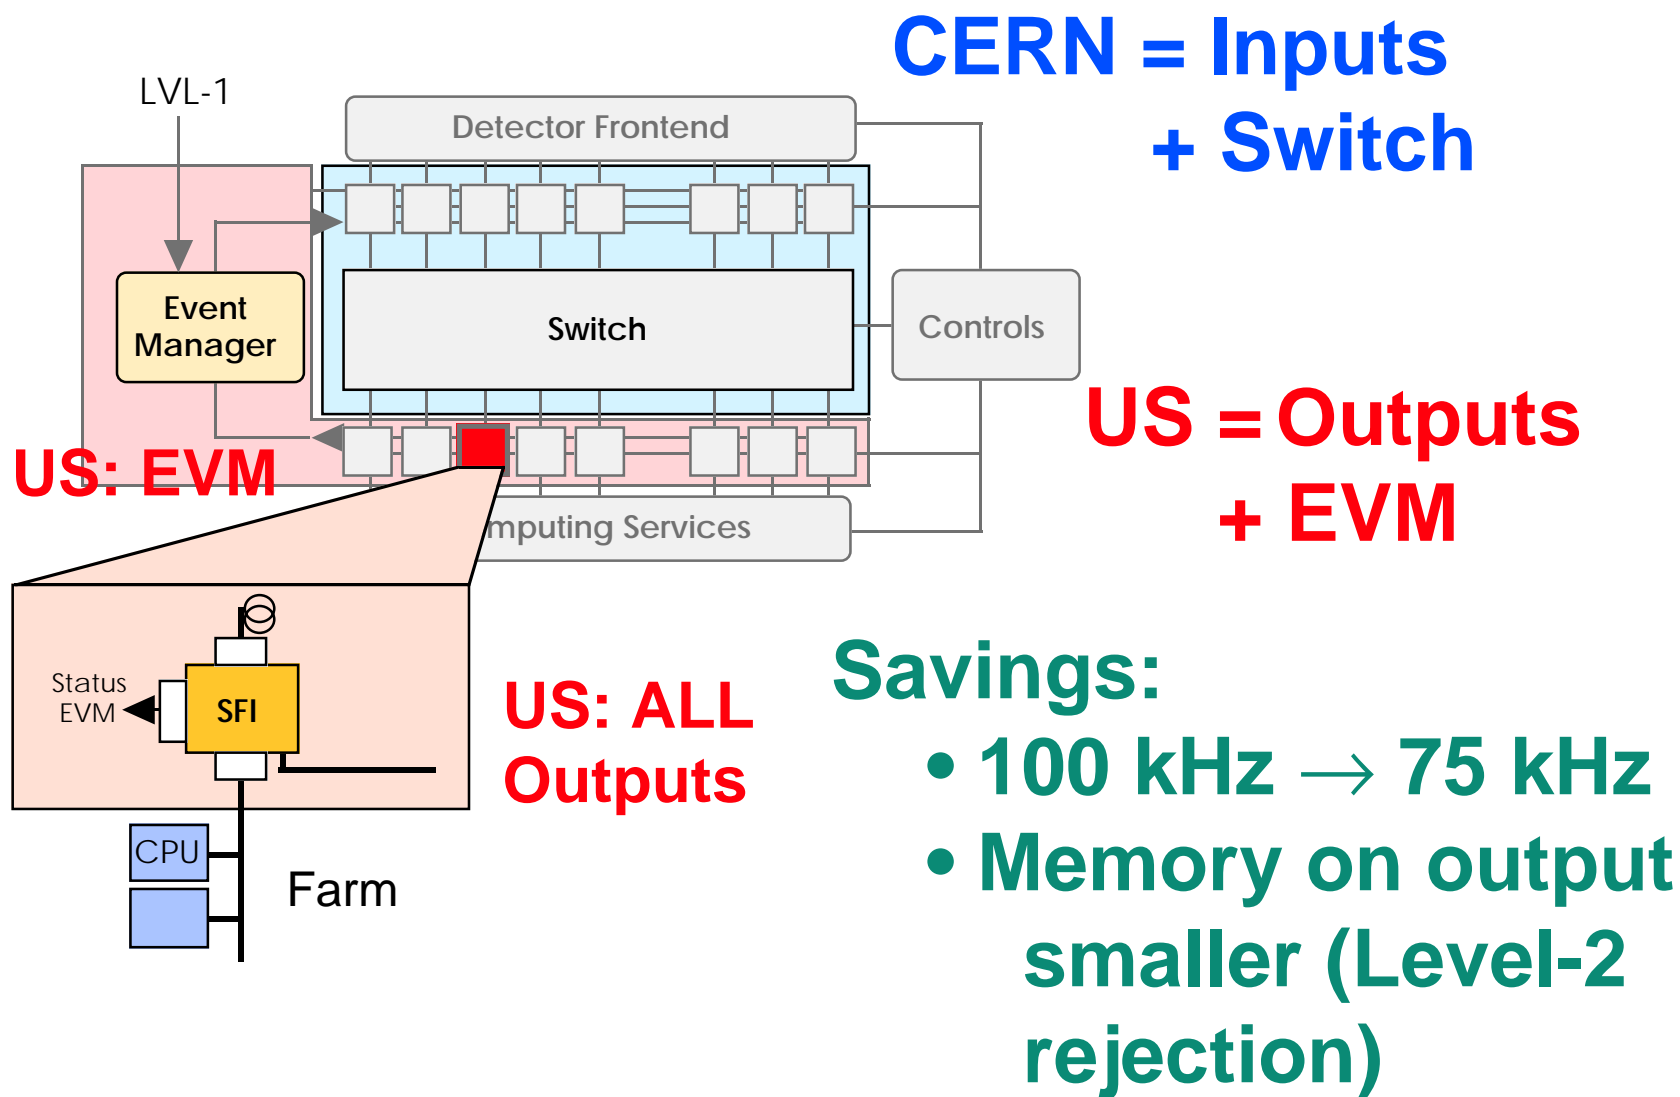 CERN = Inputs
+ Switch
LVL-1
Detector Frontend
Event
Manager
Switch
Controls
US = Outputs
+ EVM
US: EVM
mputing Services
Status
EVM
SFI
US: ALL
Outputs
CPU
Farm
Savings:
• 100 kHz → 75 kHz
• Memory on output
smaller (Level-2
rejection)